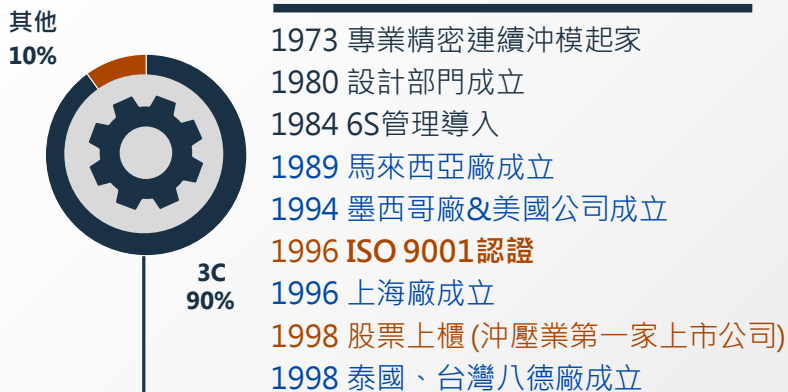 其他
10%
3C
90%
1973 專業精密連續沖模起家
1980 設計部門成立
1984 6S管理導入
1989 馬來西亞廠成立
1994 墨西哥廠&美國公司成立
1996 ISO 9001認證
1996 上海廠成立
1998 股票上櫃 (沖壓業第一家上市公司)
1998 泰國、台灣八德廠成立